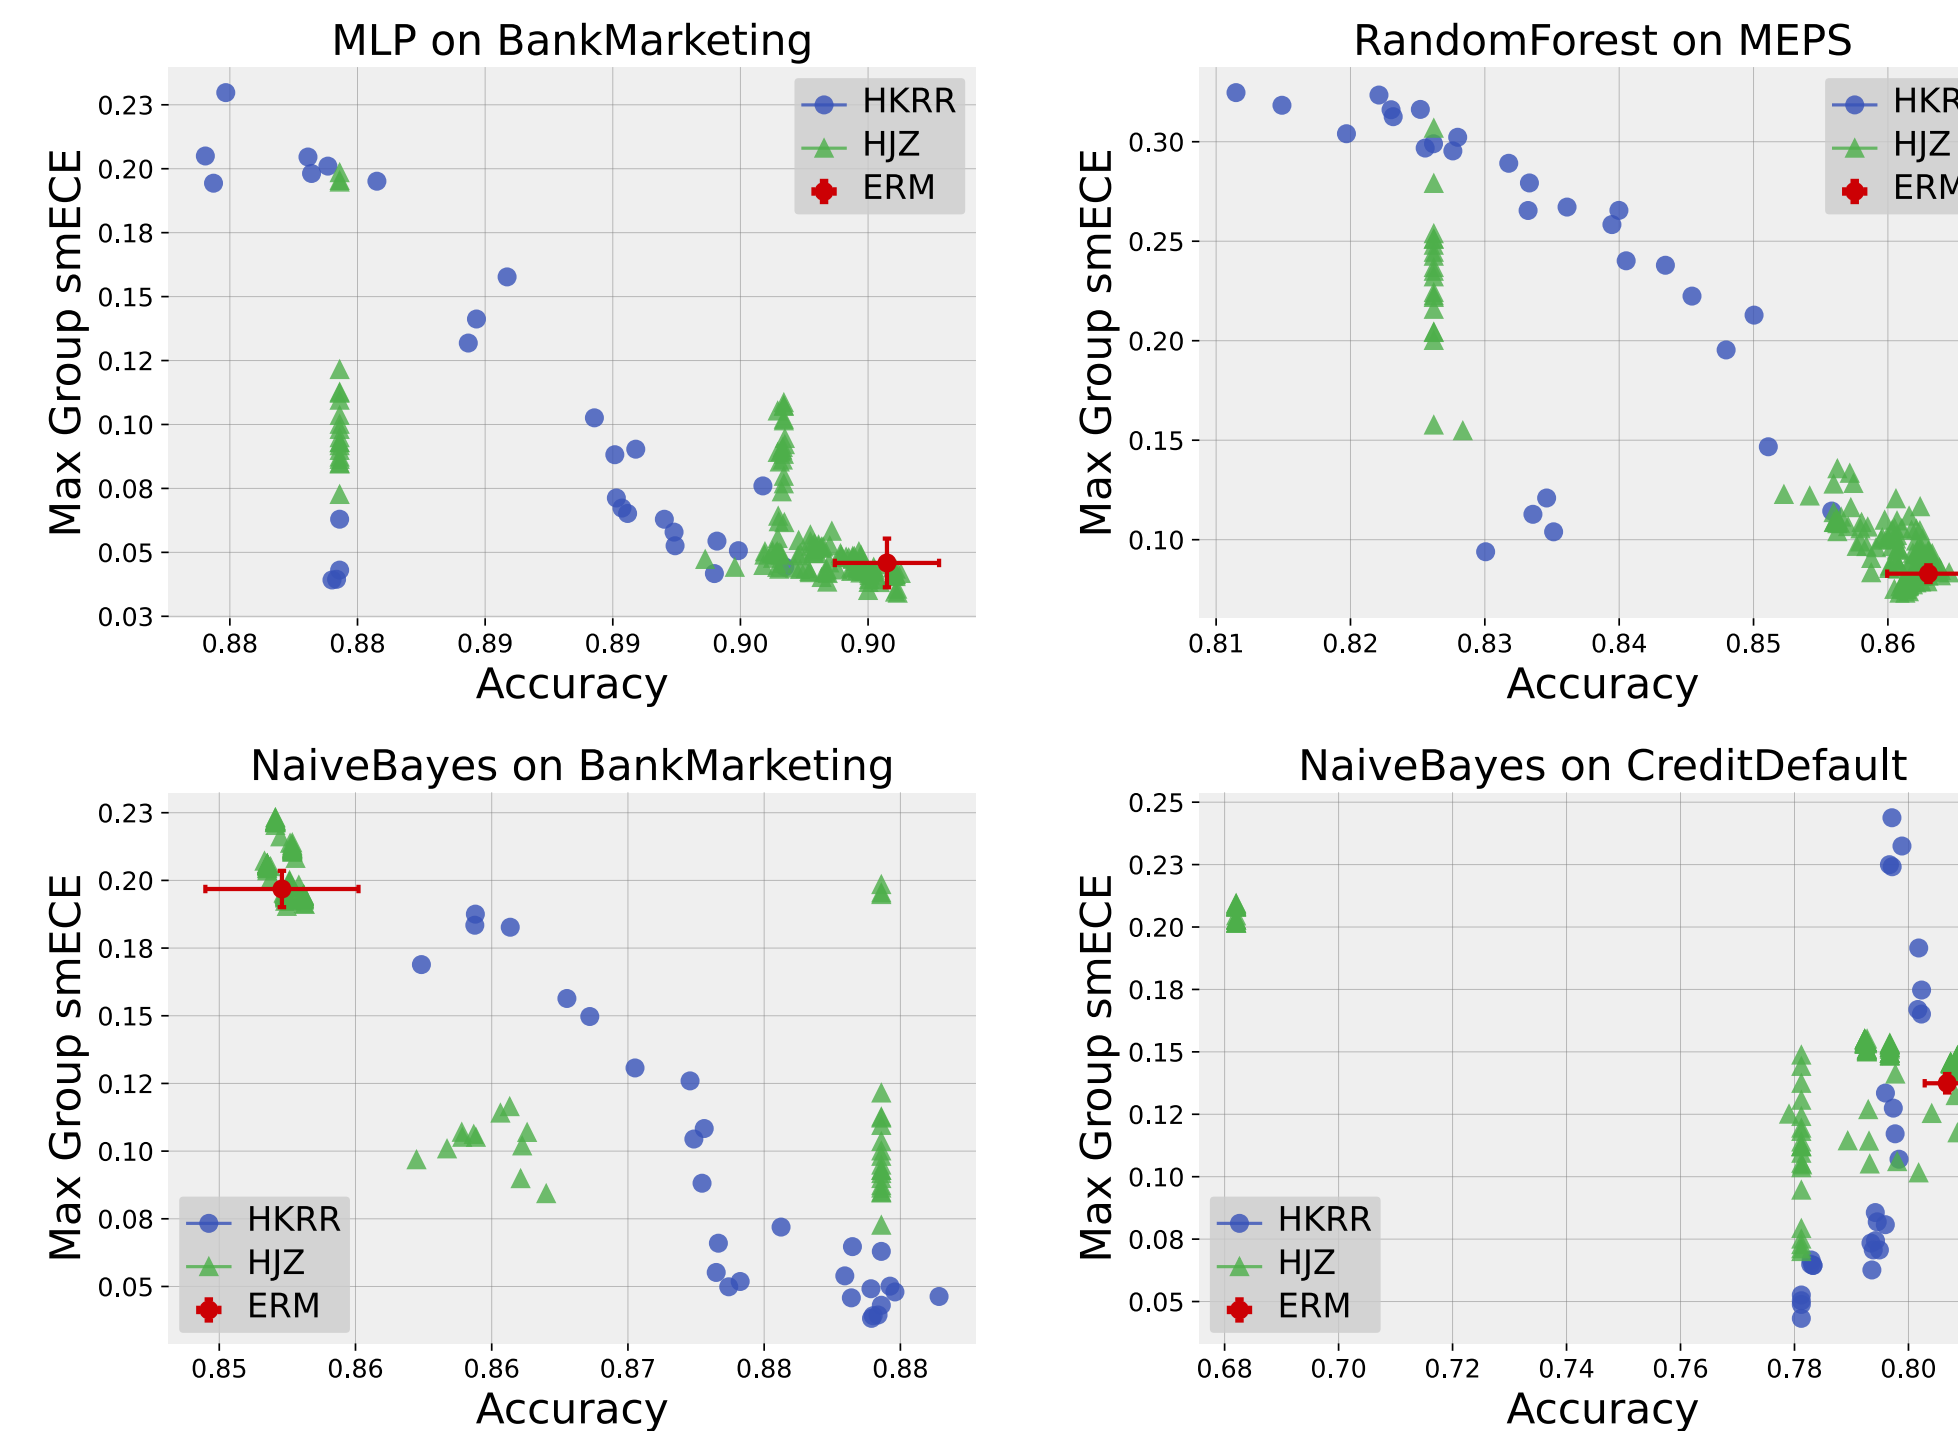 MLP on BankMarketing
Max Group smECE
0.23
0.20
0.18
0.15
0.12
0.10
0.08
0.05
0.03
HKRR
HJZ
ERM
0.88 0.88 0.89 0.89 0.90 0.90
Accuracy
RandomForest on MEPS
Max Group smECE
0.30
0.25
0.20
0.15
0.10
HKR
HJZ
ERM
0.81 0.82 0.83 0.84 0.85 0.86
Accuracy
NaiveBayes on BankMarketing
Max Group smECE
0.23
0.20
0.18
0.15
0.12
0.10
0.08
0.05
HKRR
HJZ
ERM
0.85 0.86 0.86 0.87 0.88 0.88
Accuracy
NaiveBayes on CreditDefault
Max Group smECE
0.25
0.23
0.20
0.18
0.15
0.12
0.10
0.08
0.05
HKRR
HJZ
ERM
0.68 0.70 0.72 0.74 0.76 0.78 0.80
Accuracy